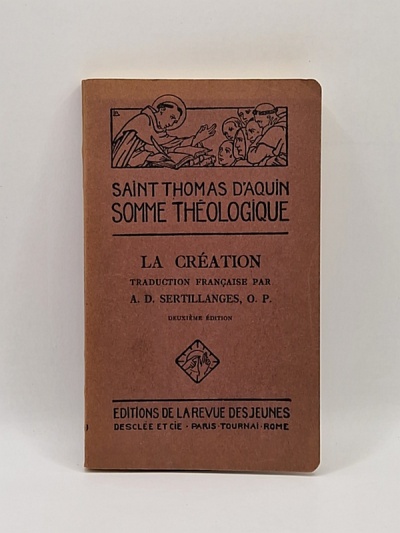 SAINT THOMAS D'AQUIN
SOMME THÉOLOGIQUE
LA CRÉATION
TRADUCTION FRANÇAISE PAR
A. D. SERTILLANGES, O. P.
DEUXIÈME ÉDITION
EDITIONS DE LA REVUE DES JEUNES
DESCLÉE ET CIE · PARIS · TOURNAI · ROME